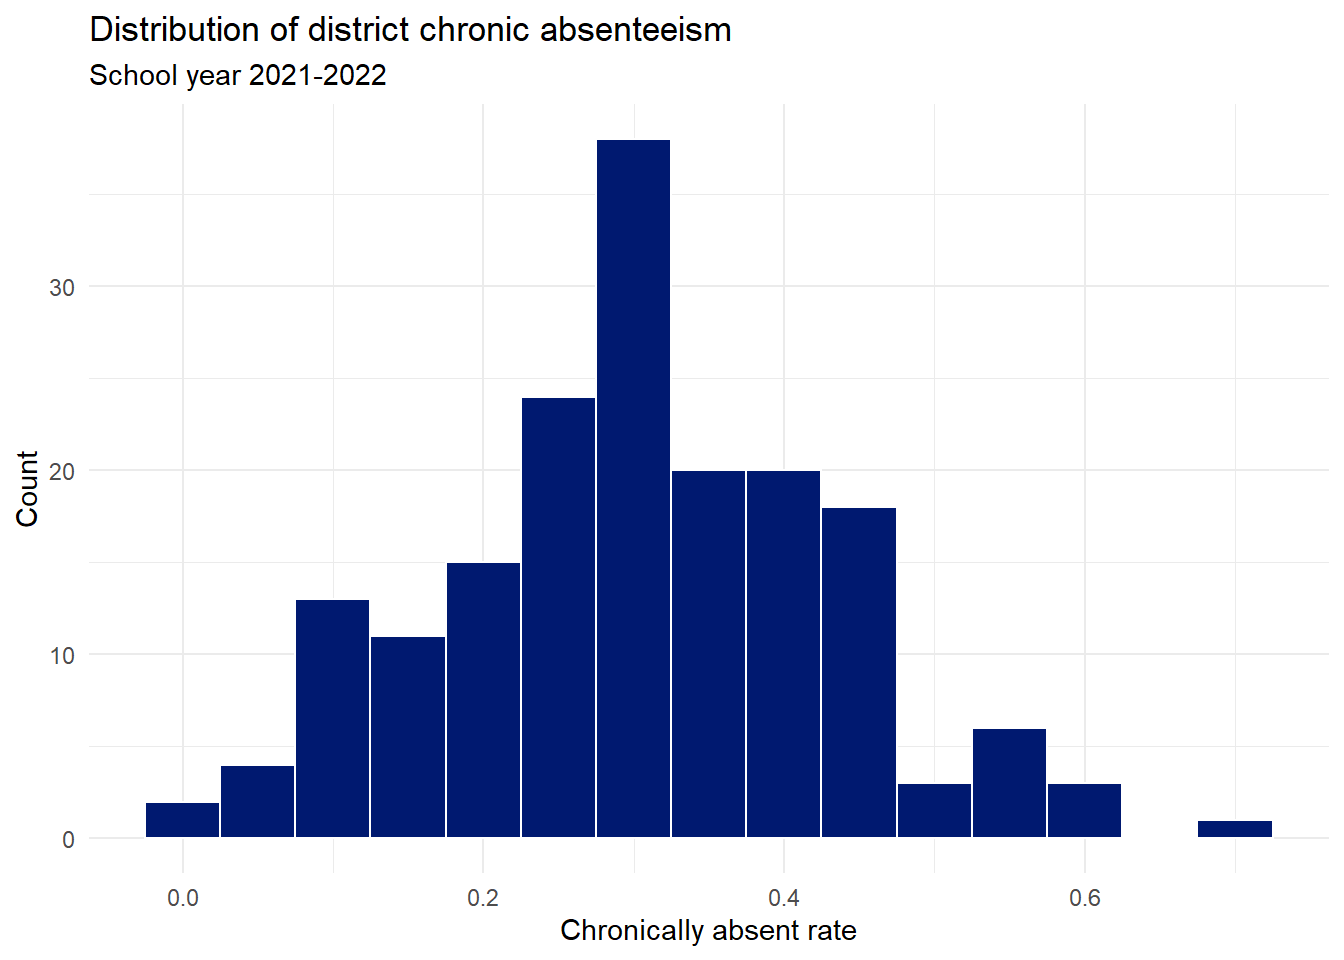 Distribution of district chronic absenteeism
School year 2021-2022
30
20
10
0
Count
0.0 0.2 0.4 0.6
Chronically absent rate